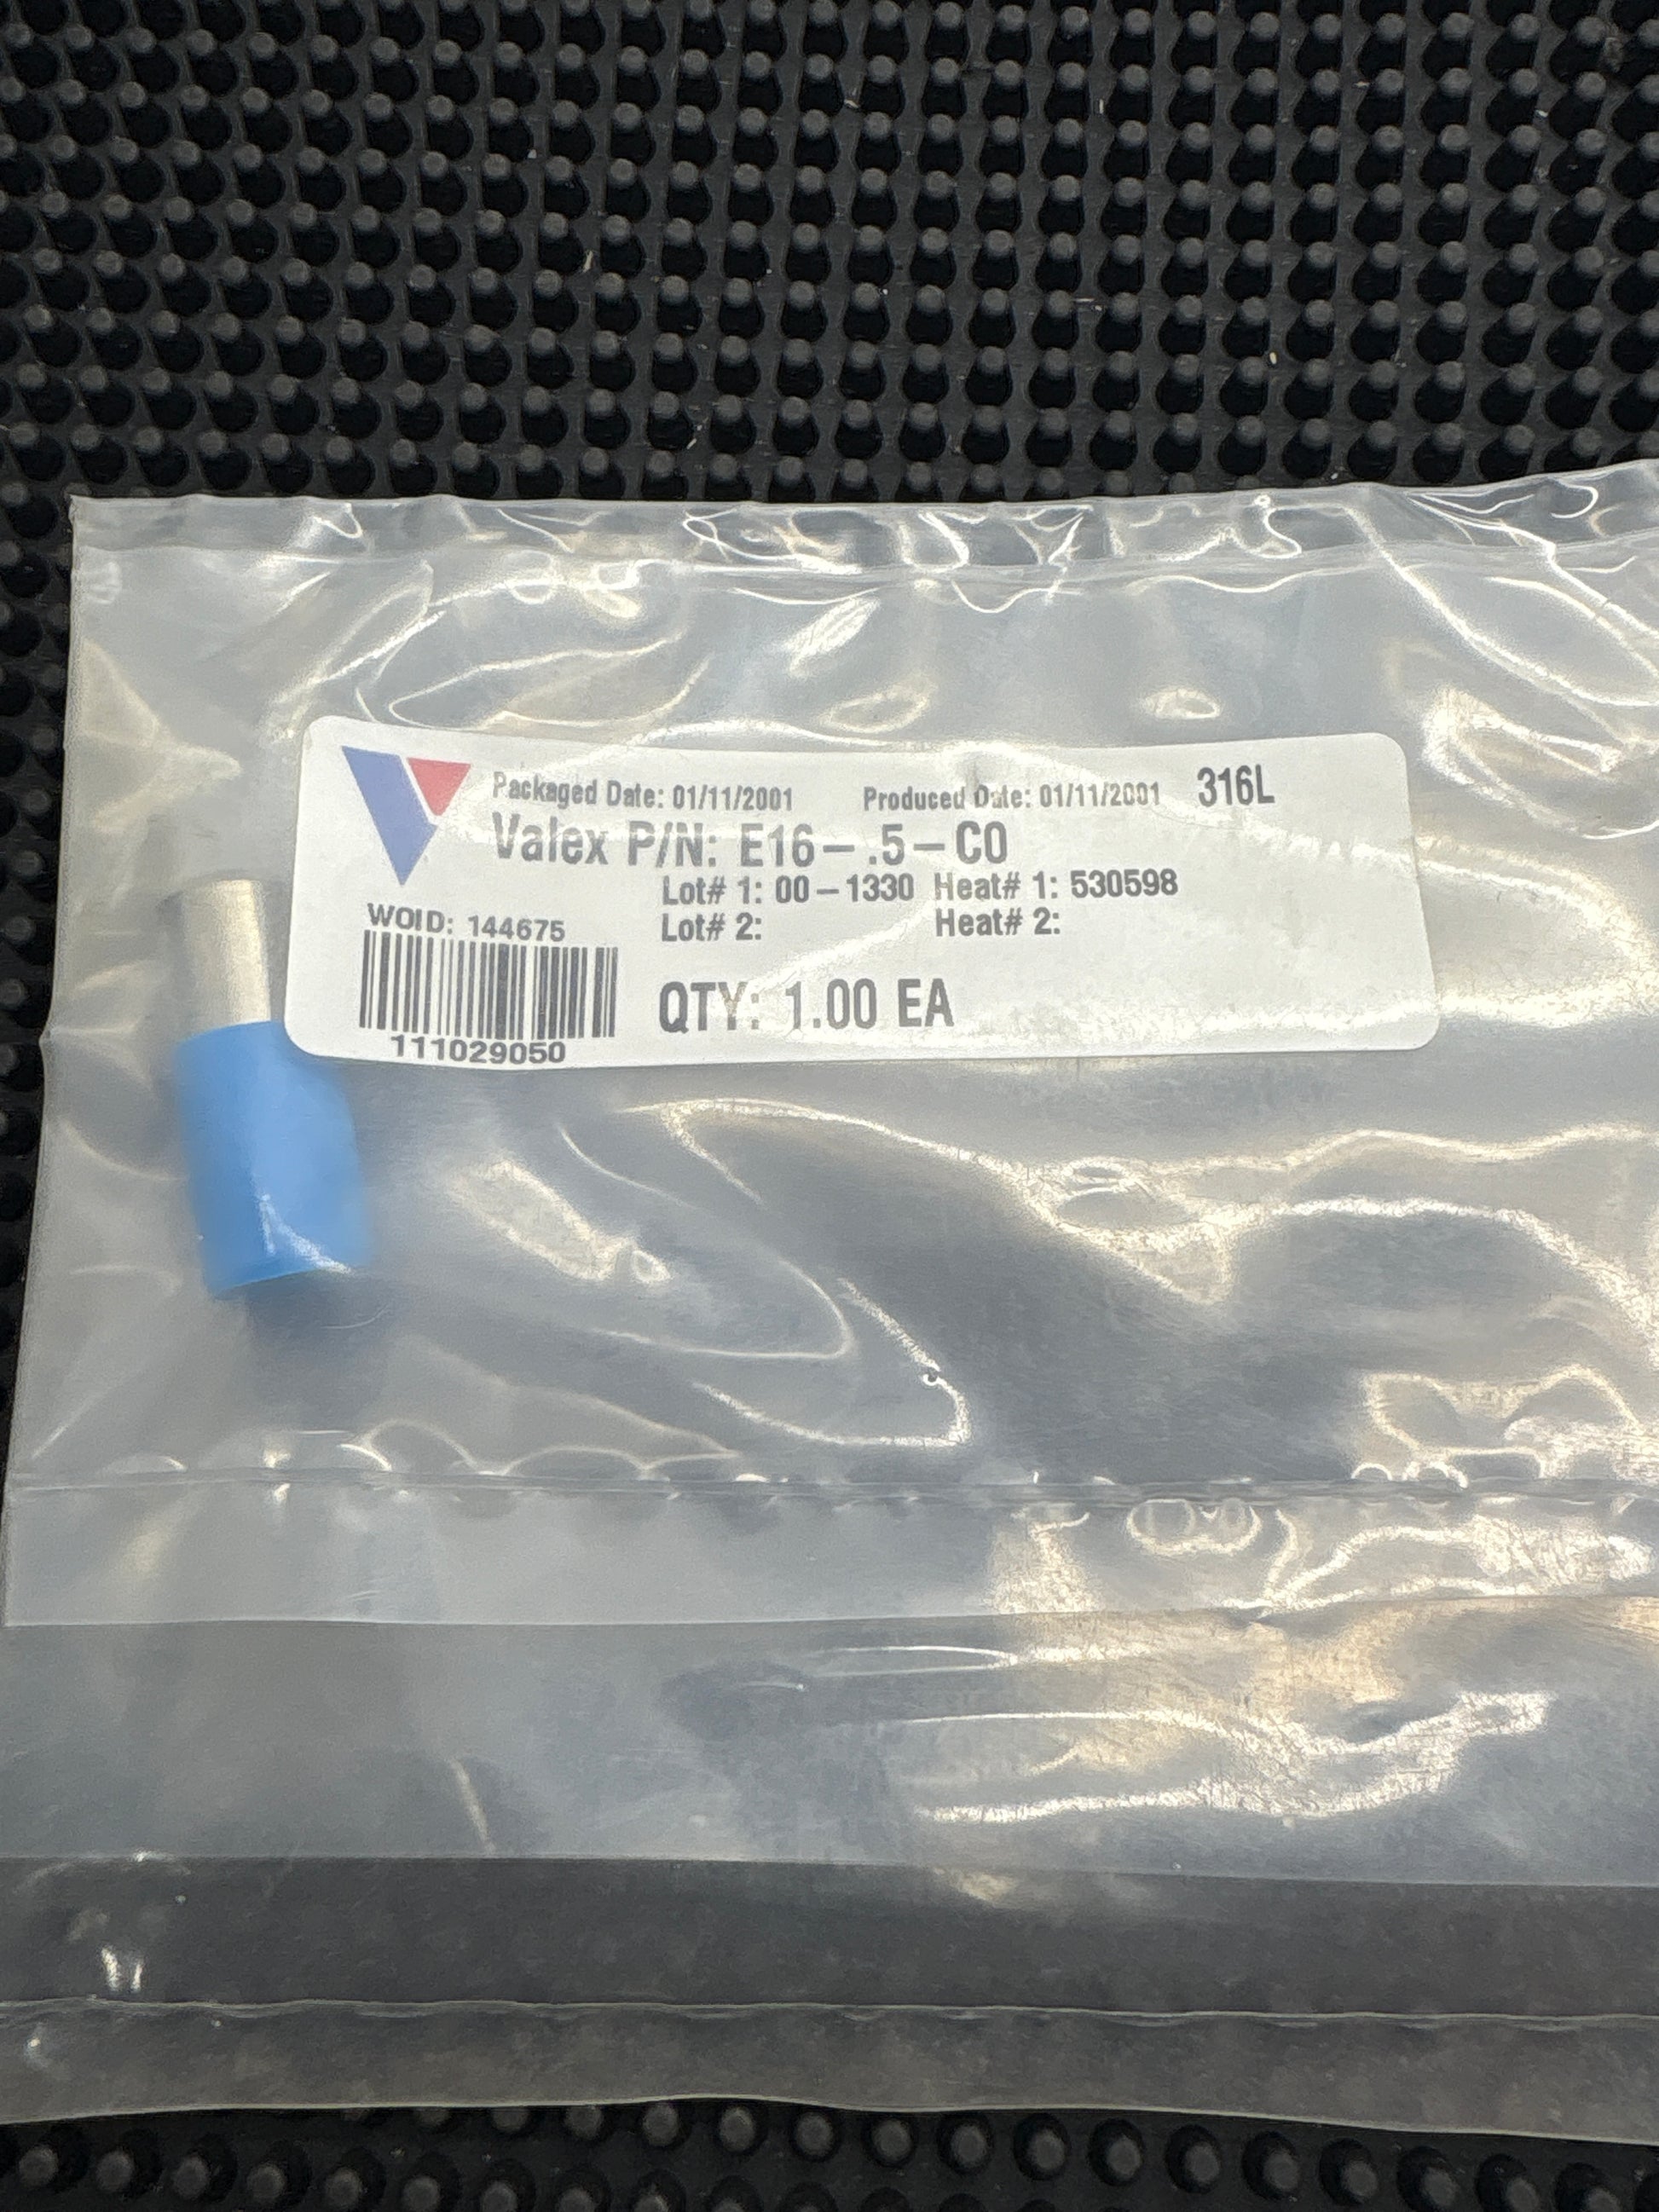 Packaged Date: 01/11/2001 Produced Date: 01/11/2001 316L
Valex P/N: E16-.5-C0
Lot# 1: 00-1330 Heat# 1: 530598
Lot# 2: Heat# 2:
WOID: 144675
QTY: 1.00 EA
111029050